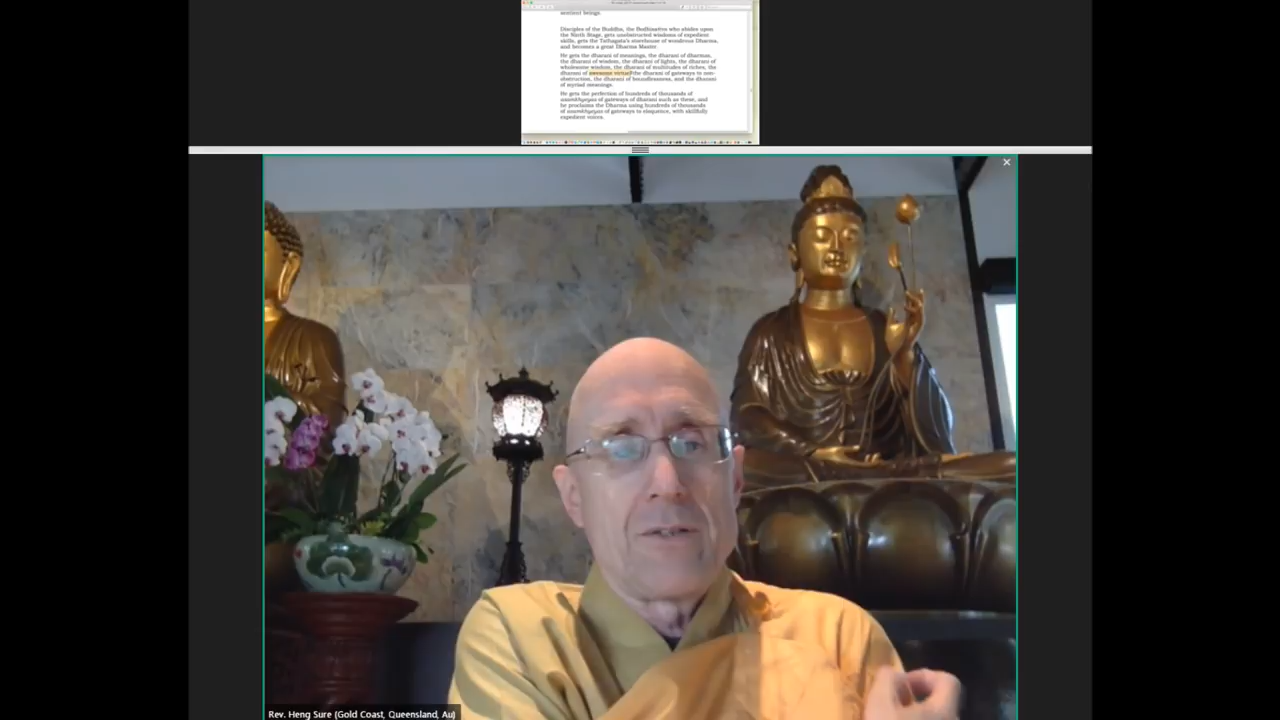 sentient beings.
Disciples of the Buddha, the Bodhisattva who abides upon
the Ninth Stage, gets unobstructed wisdoms of expedient
skills, gets the Tathagata's storehouse of wondrous Dharma,
and becomes a great Dharma Master.
He gets the dharani of meanings, the dharani of dharmas,
the dharani of wisdom, the dharani of lights, the dharani of
wholesome wisdom, the dharani of multitudes of riches, the
dharani of awesome virtue, the dharani of gateways to non-
obstruction, the dharani of boundlessness, and the dharani
of myriad meanings.
He gets the perfection of hundreds of thousands of
asamkhyeyas of gateways of dharani such as these, and
he proclaims the Dharma using hundreds of thousands
of asamkhyeyas of gateways to eloquence, with skillfully
expedient voices.
Rev. Heng Sure (Gold Coast, Queensland, Au)